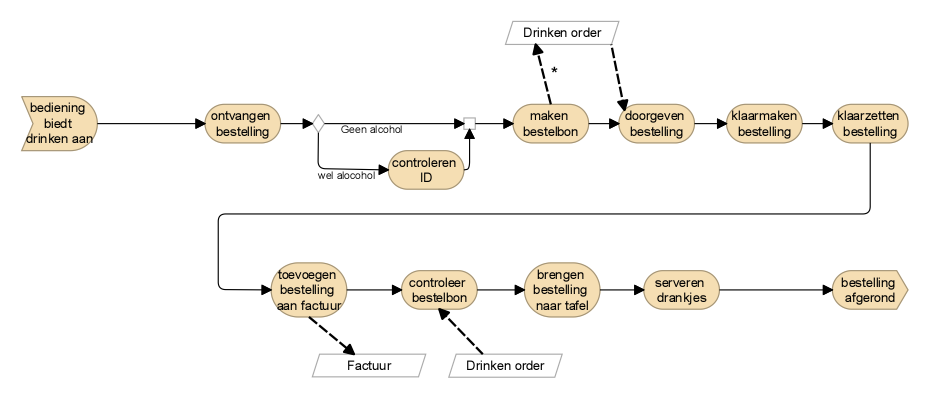 Drinken order
*
bediening
biedt
drinken aan
ontvangen
bestelling
Geen alcohol
wel alocohol
controleren
ID
maken
bestelbon
doorgeven
bestelling
klaarmaken
bestelling
klaarzetten
bestelling
toevoegen
bestelling
aan factuur
controleer
bestelbon
brengen
bestelling
naar tafel
serveren
drankjes
bestelling
afgerond
Factuur
Drinken order